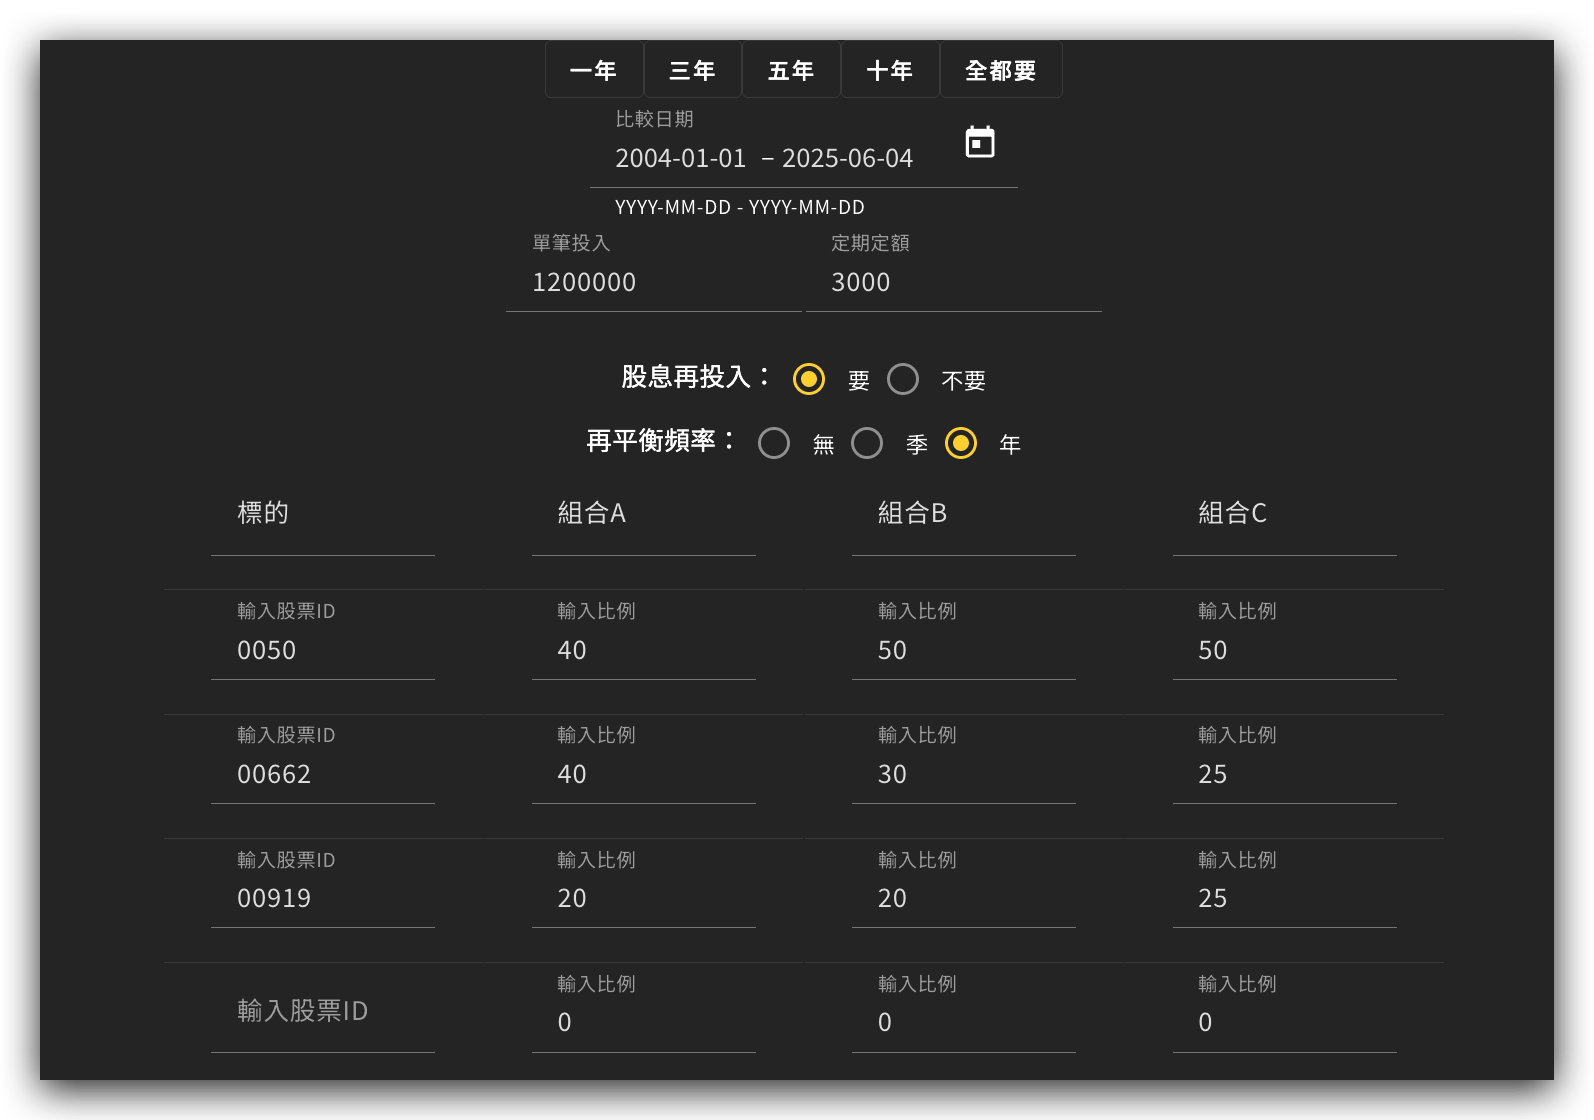 一年 三年 五年 十年 全都要
比較日期
2004-01-01 – 2025-06-04
YYYY-MM-DD - YYYY-MM-DD
單筆投入 定期定額
1200000 3000
股息再投入： 要 不要
再平衡頻率： 無 季 年
標的 組合A 組合B 組合C
輸入股票ID 輸入比例 輸入比例 輸入比例
0050 40 50 50
輸入股票ID 輸入比例 輸入比例 輸入比例
00662 40 30 25
輸入股票ID 輸入比例 輸入比例 輸入比例
00919 20 20 25
輸入股票ID 輸入比例 輸入比例 輸入比例
0 0 0